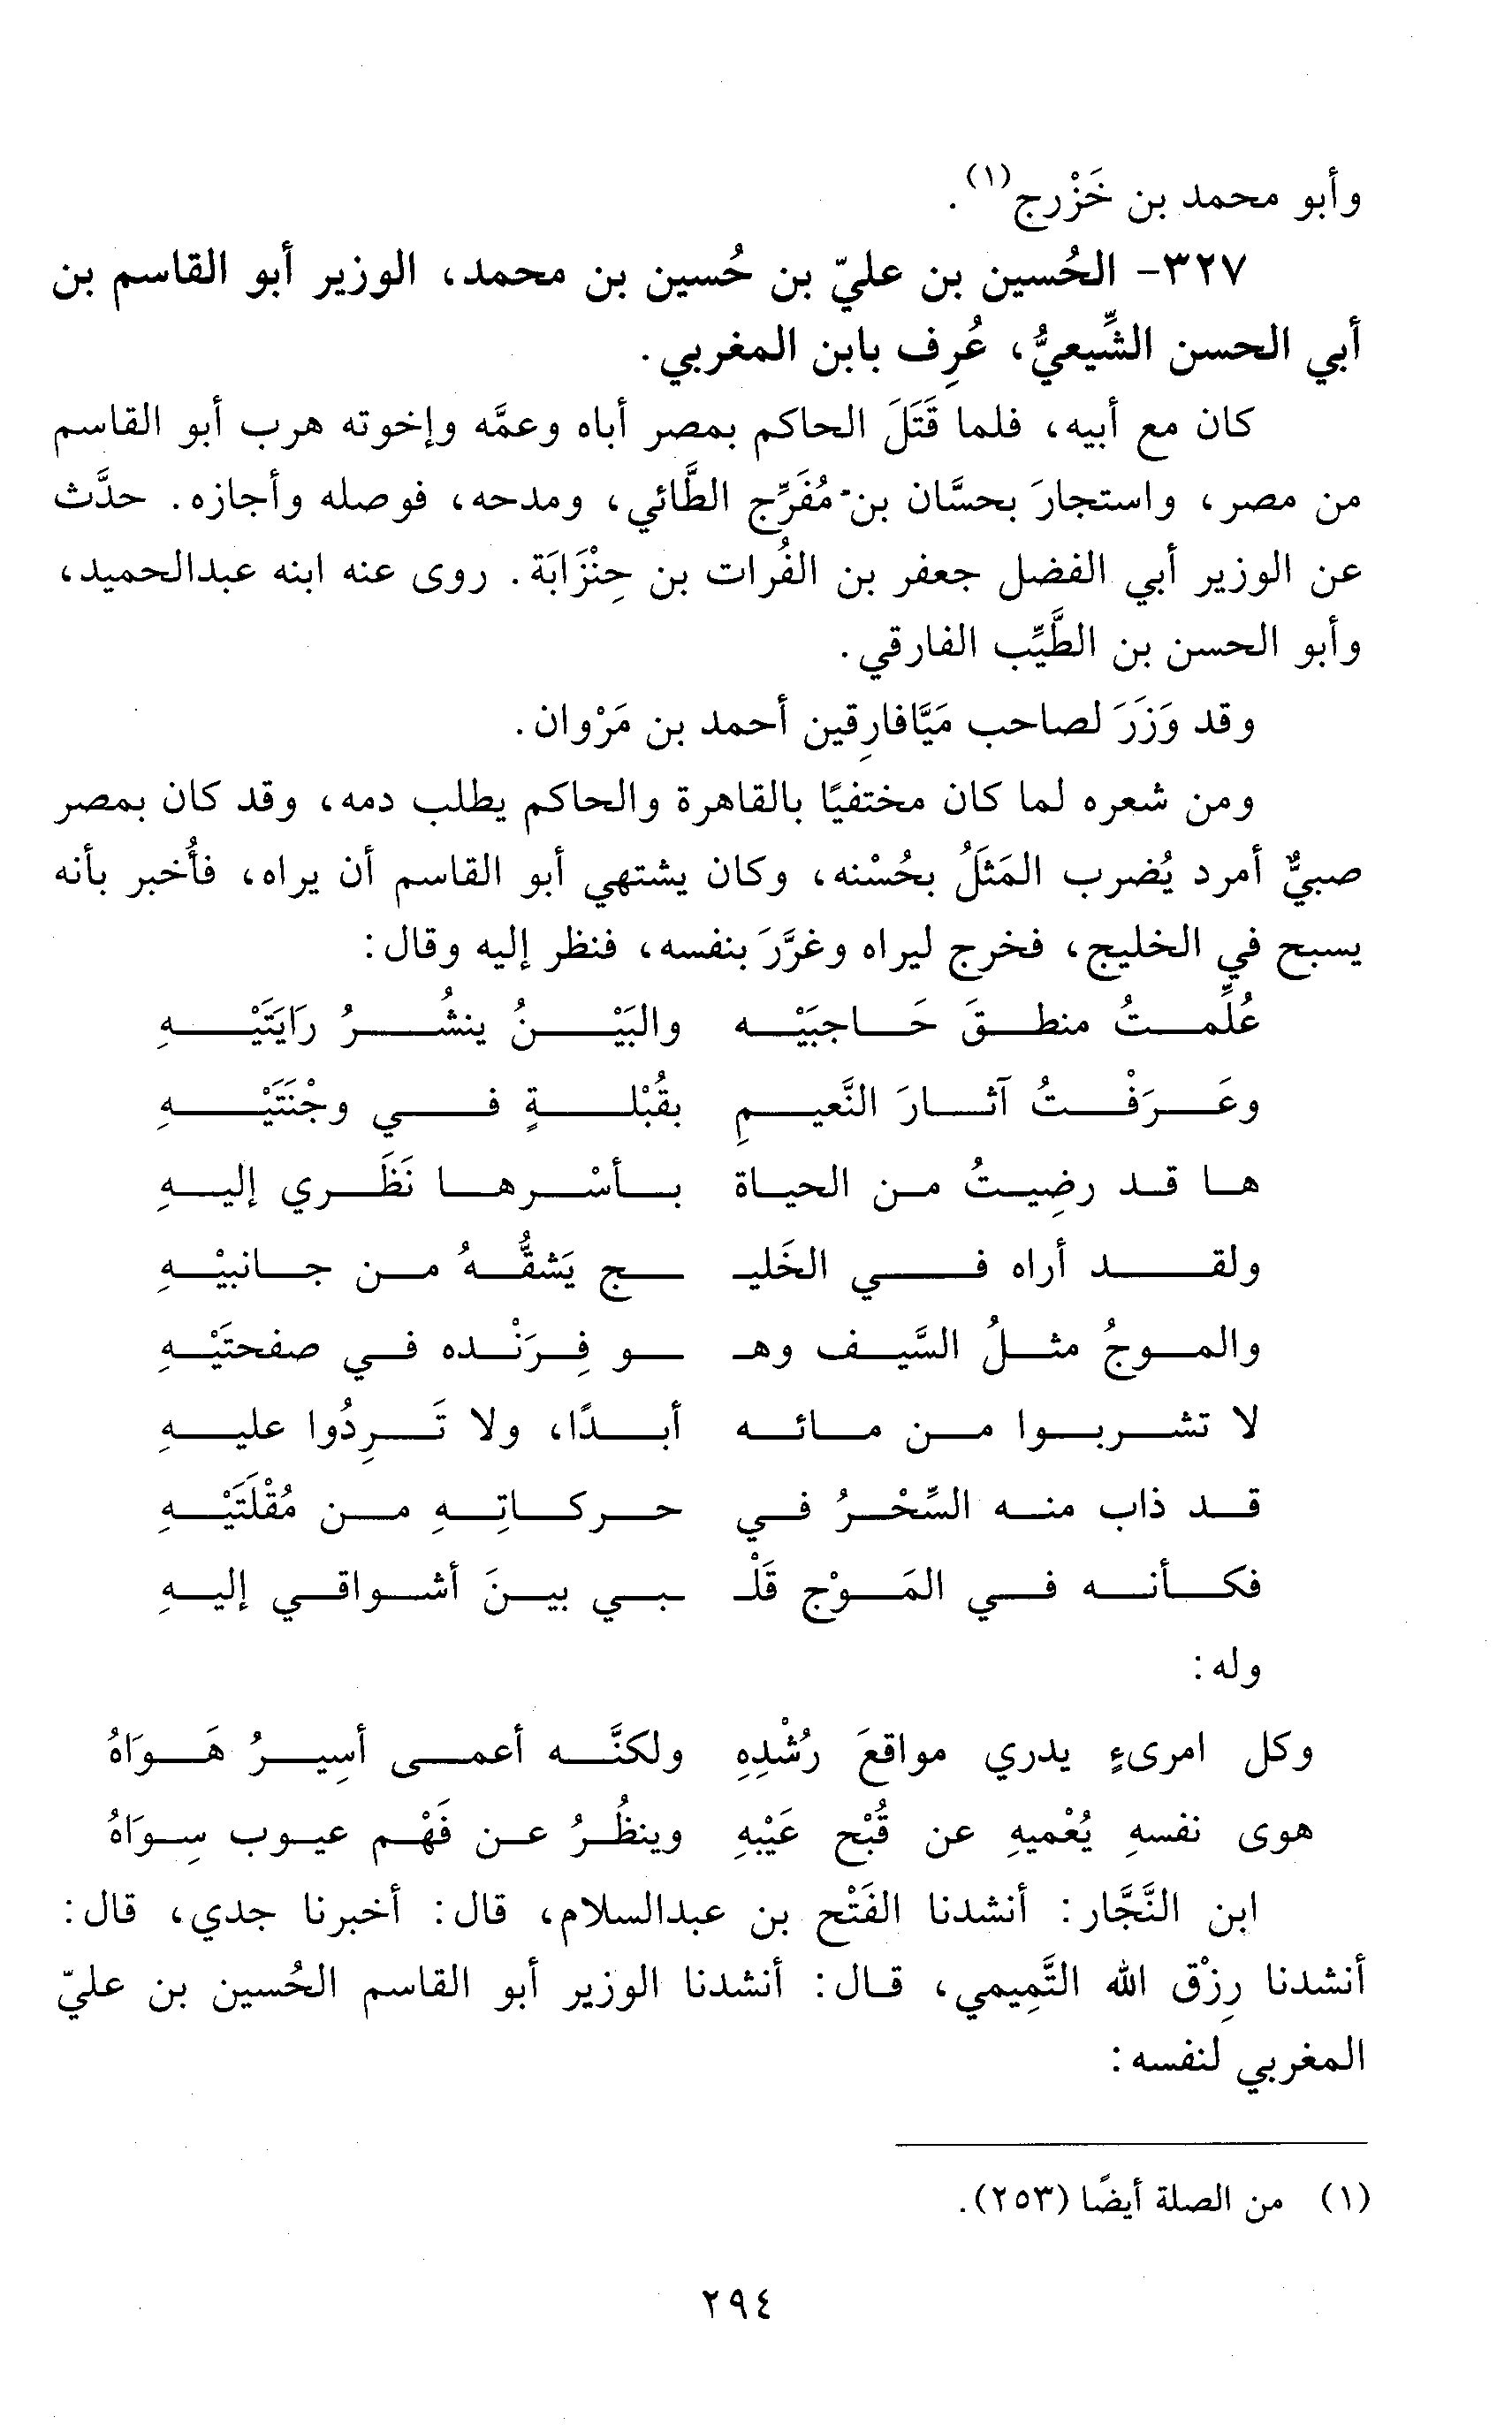 وأبو محمد بن خَزْرج(١).
٣٢٧- الحُسين بن عليّ بن حُسين بن محمد، الوزير أبو القاسم بن
أبي الحسن الشِّيعيُّ، عُرِف بابن المغربي.
كان مع أبيه، فلما قَتَلَ الحاكم بمصر أباه وعمَّه وإخوته هرب أبو القاسم
من مصر، واستجارَ بحسَّان بن مُفَرِّج الطَّائي، ومدحه، فوصله وأجازه. حدَّث
عن الوزير أبي الفضل جعفر بن الفُرات بن حِنْزَابَة. روى عنه ابنه عبدالحميد،
وأبو الحسن بن الطَّيِّب الفارقي.
وقد وَزَرَ لصاحب مَيَّافارِقين أحمد بن مَرْوان.
ومن شعره لما كان مختفيًا بالقاهرة والحاكم يطلب دمه، وقد كان بمصر
صبيٌّ أمرد يُضرب المَثَلُ بحُسْنه، وكان يشتهي أبو القاسم أن يراه، فأُخبر بأنه
يسبح في الخليج، فخرج ليراه وغرَّرَ بنفسه، فنظر إليه وقال:
عُلِّمتُ منطقَ حَاجبَيْه والبَيْنُ ينشُرُ رَايَتَيْهِ
وعَرَفْتُ آثارَ النَّعيمِ بقُبْلةٍ في وجْنَتَيْهِ
ها قد رضِيتُ من الحياة بأسْرها نَظَري إليهِ
ولقد أراه في الخَليـ ـج يَشقُّهُ من جانبيْهِ
والموجُ مثلُ السَّيف وهـ ـو فِرَنْده في صفحتَيْهِ
لا تشربوا من مائه أبدًا، ولا تَرِدُوا عليهِ
قد ذاب منه السِّحْرُ في حركاتِهِ من مُقْلَتَيْهِ
فكأنه في المَوْج قَلْـ ـبي بينَ أشواقي إليهِ
وله:
وكل امرىءٍ يدري مواقعَ رُشْدِهِ ولكنَّه أعمى أسِيرُ هَوَاهُ
هوى نفسهِ يُعْميهِ عن قُبْح عَيْبهِ وينظُرُ عن فَهْم عيوب سِوَاهُ
ابن النَّجَّار: أنشدنا الفَتْح بن عبدالسلام، قال: أخبرنا جدي، قال:
أنشدنا رِزْق الله التَّمِيمي، قال: أنشدنا الوزير أبو القاسم الحُسين بن عليّ
المغربي لنفسه:
(١) من الصلة أيضًا (٢٥٣).
٢٩٤